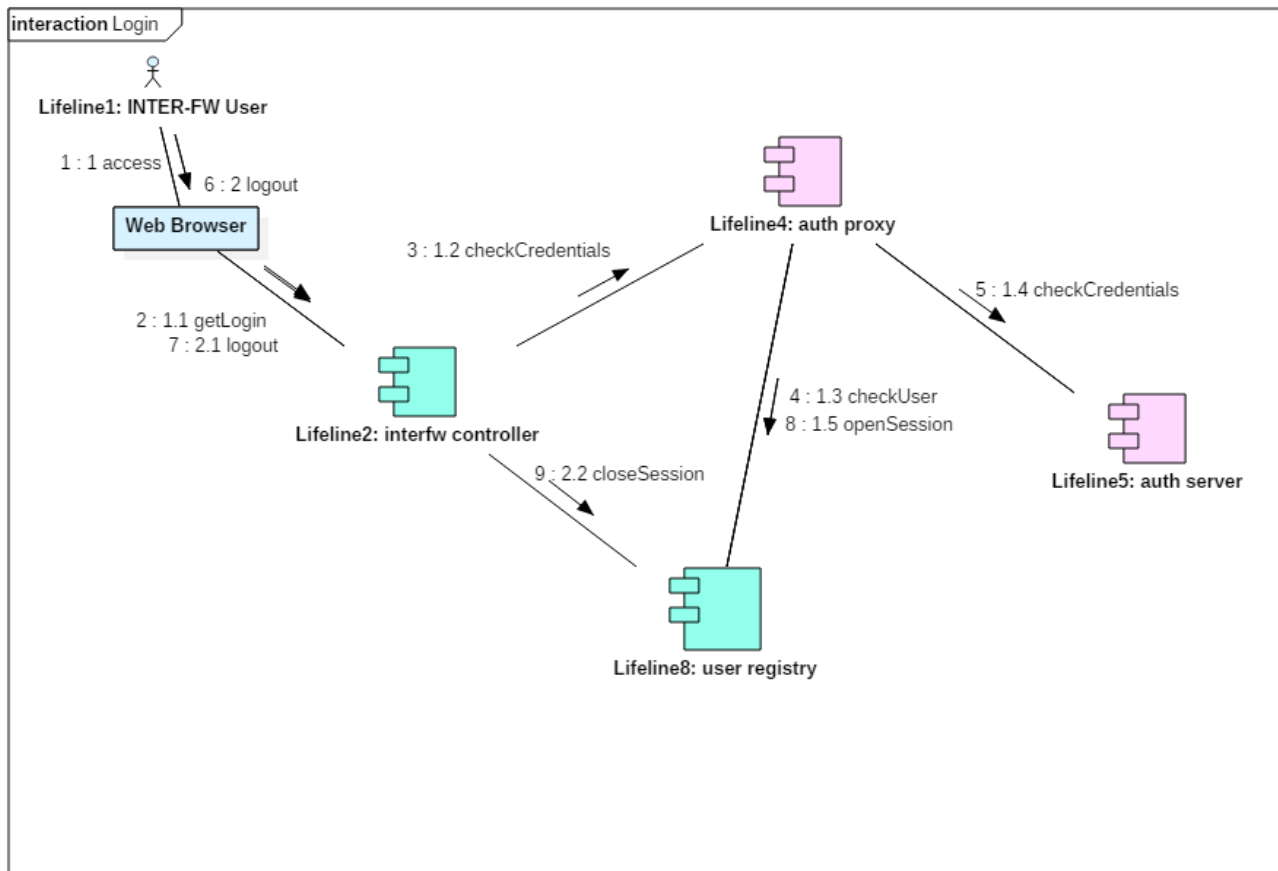 interaction Login
Lifeline1: INTER-FW User
1 : 1 access
6 : 2 logout
Web Browser
Lifeline4: auth proxy
3 : 1.2 checkCredentials
5 : 1.4 checkCredentials
2 : 1.1 getLogin
7 : 2.1 logout
4 : 1.3 checkUser
8 : 1.5 openSession
Lifeline2: interfw controller
9 : 2.2 closeSession
Lifeline5: auth server
Lifeline8: user registry